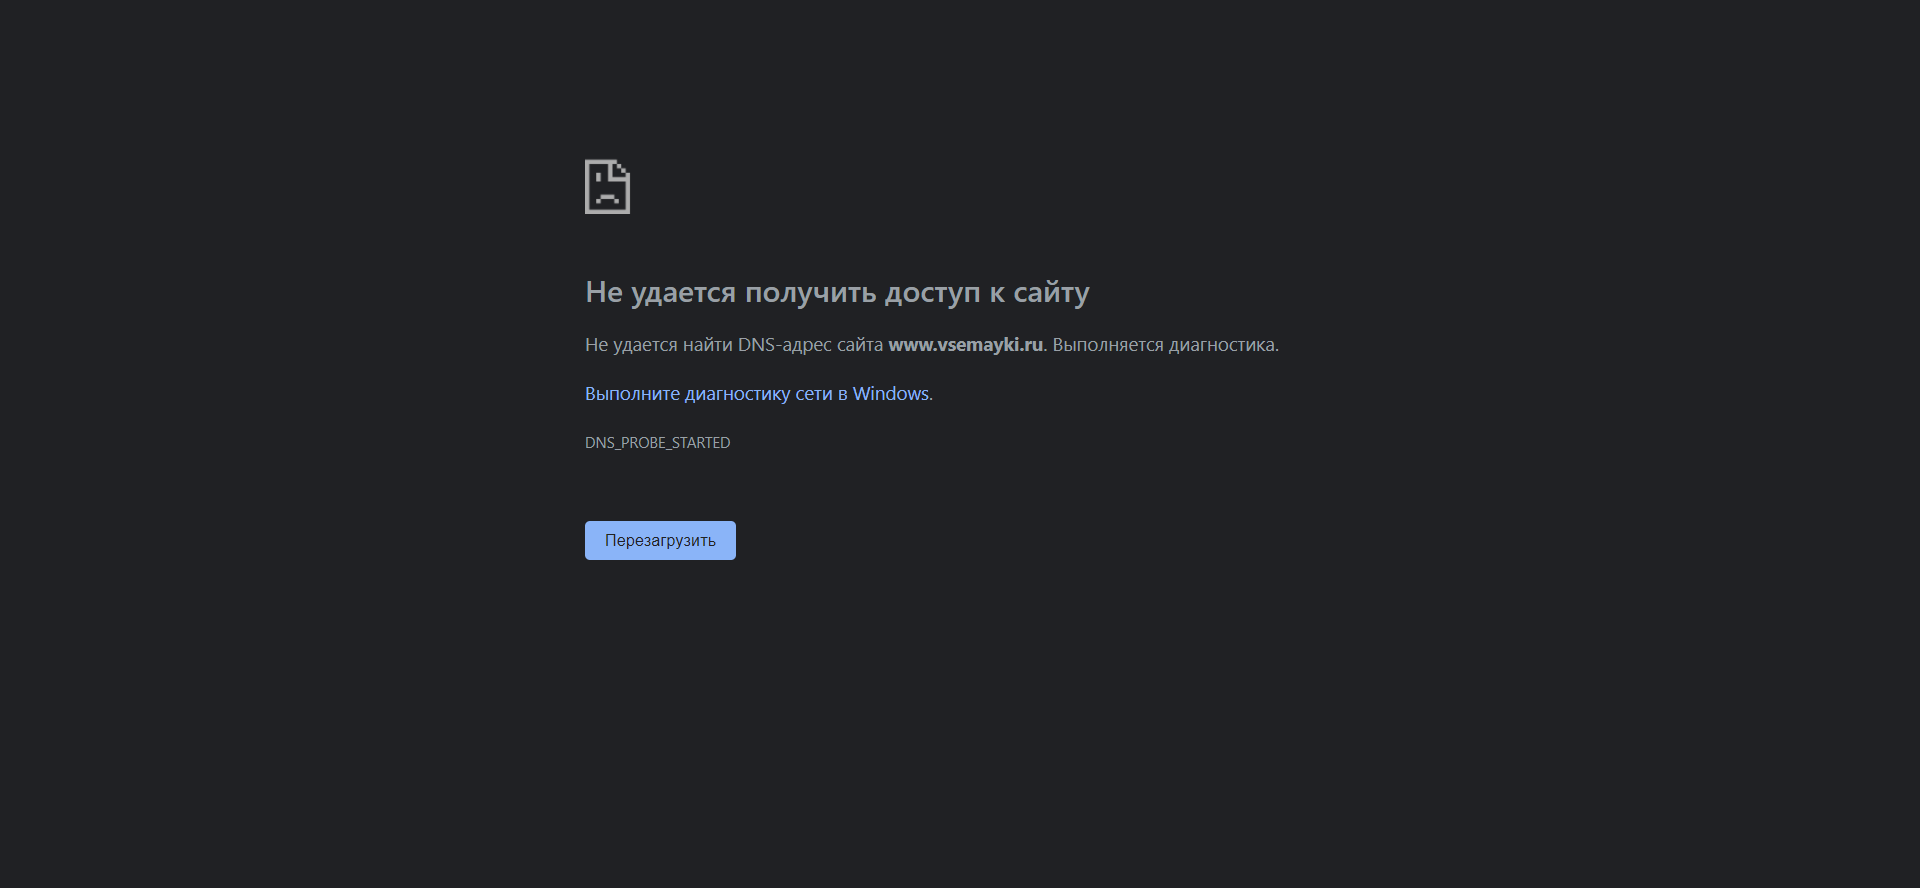 Не удается получить доступ к сайту
Не удается найти DNS-адрес сайта www.vsemayki.ru. Выполняется диагностика.
Выполните диагностику сети в Windows.
DNS_PROBE_STARTED
Перезагрузить